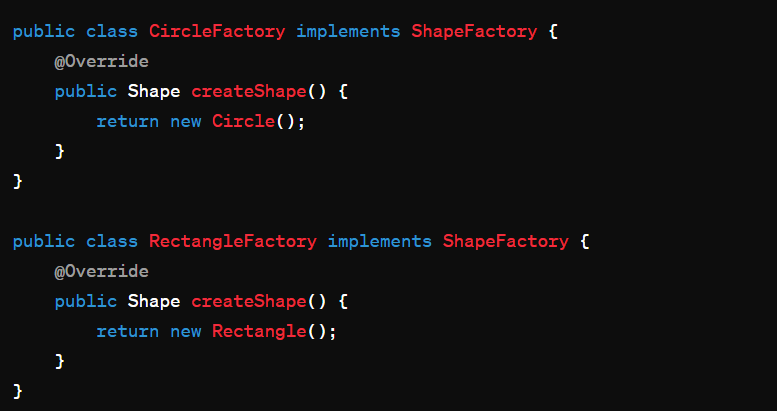 public class CircleFactory implements ShapeFactory {
    @Override
    public Shape createShape() {
        return new Circle();
    }
}

public class RectangleFactory implements ShapeFactory {
    @Override
    public Shape createShape() {
        return new Rectangle();
    }
}